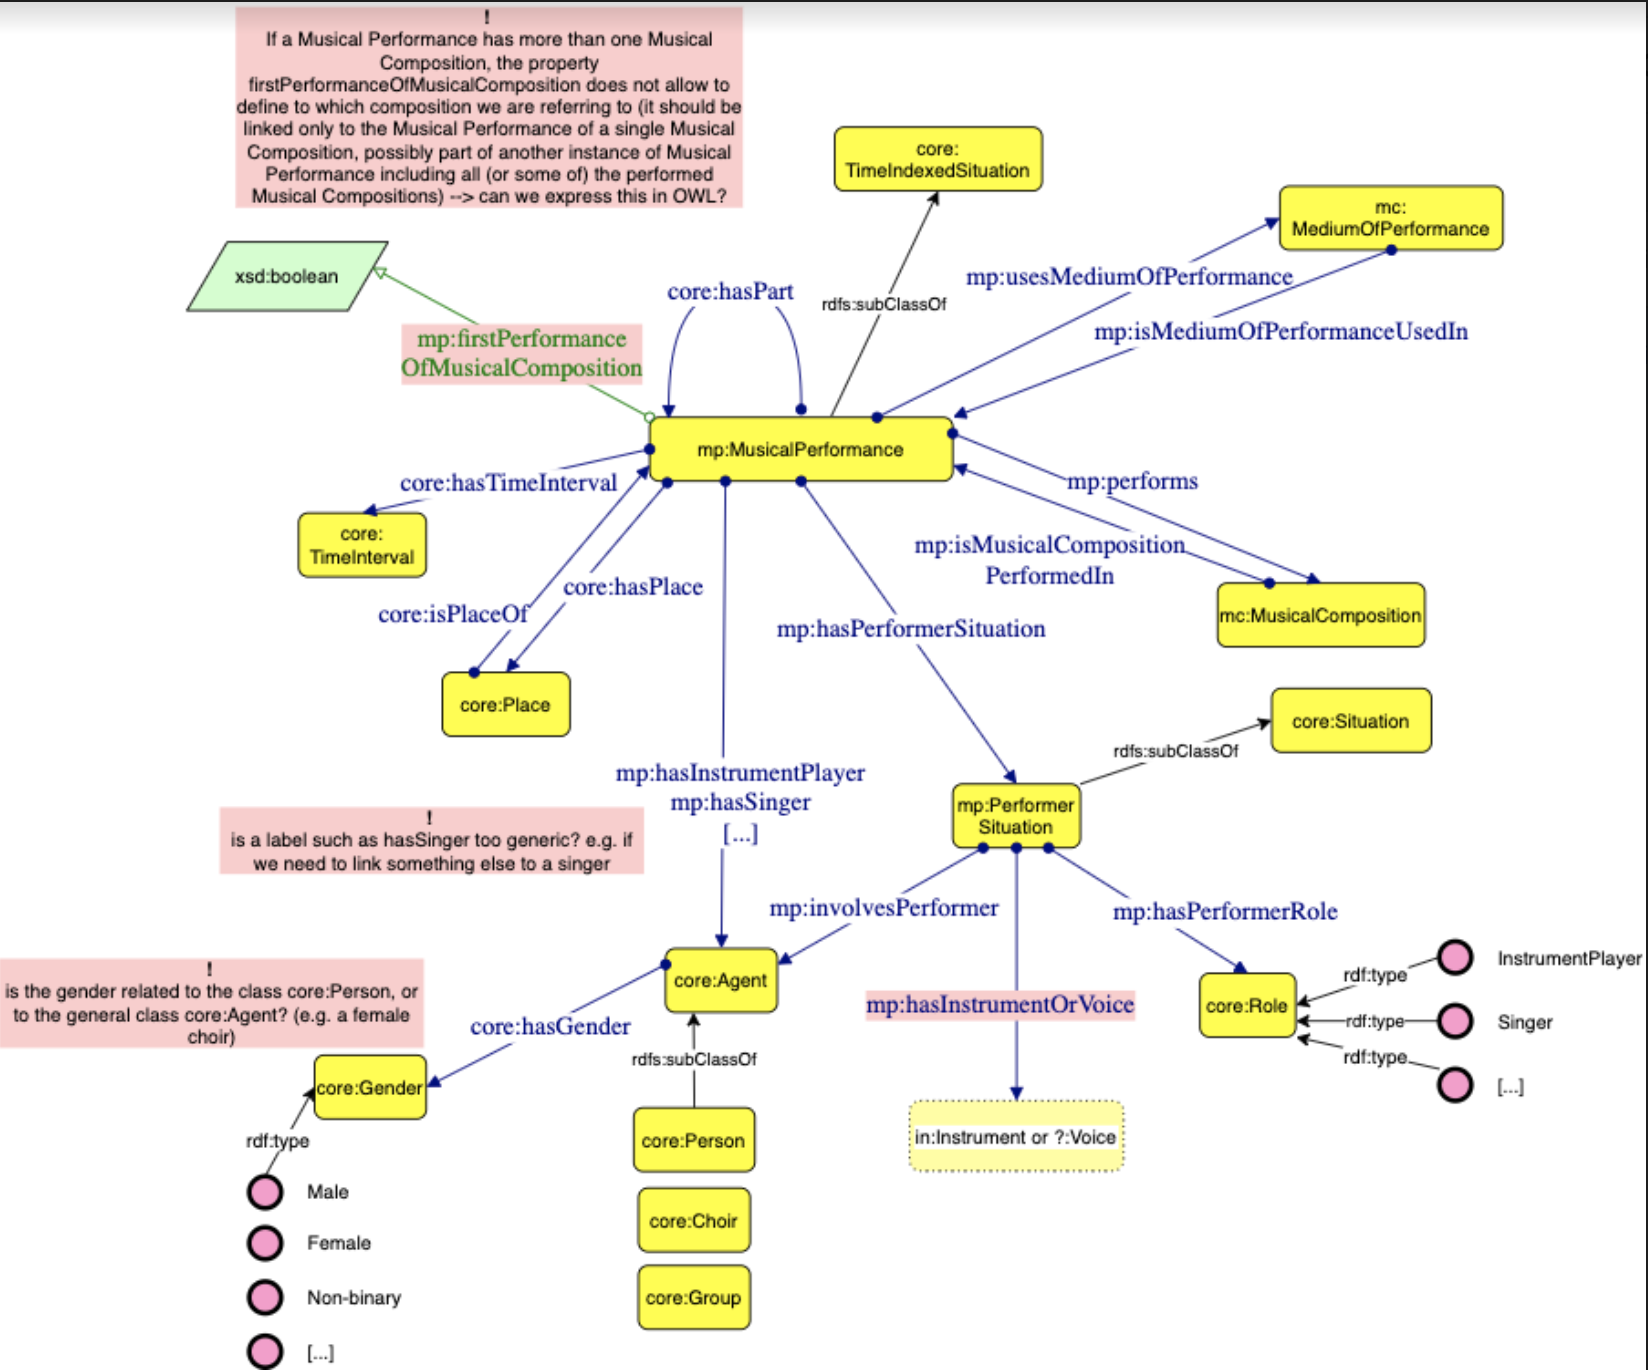 !
If a Musical Performance has more than one Musical
Composition, the property
firstPerformanceOfMusicalComposition does not allow to
define to which composition we are referring to (it should be
linked only to the Musical Performance of a single Musical
Composition, possibly part of another instance of Musical
Performance including all (or some of) the performed
Musical Compositions) --> can we express this in OWL?
core:
TimeIndexedSituation
mc:
MediumOfPerformance
xsd:boolean
core:hasPart
rdfs:subClassOf
mp:usesMediumOfPerformance
mp:isMediumOfPerformanceUsedIn
mp:firstPerformance
OfMusicalComposition
mp:MusicalPerformance
core:hasTimeInterval
mp:performs
core:
TimeInterval
mp:isMusicalComposition
PerformedIn
core:hasPlace
core:isPlaceOf
mp:hasPerformerSituation
mc:MusicalComposition
core:Place
core:Situation
rdfs:subClassOf
mp:hasInstrumentPlayer
mp:hasSinger
[...]
mp:Performer
Situation
!
is a label such as hasSinger too generic? e.g. if
we need to link something else to a singer
mp:involvesPerformer
mp:hasPerformerRole
!
is the gender related to the class core:Person, or
to the general class core:Agent? (e.g. a female
choir)
core:Agent
core:hasGender
mp:hasInstrumentOrVoice
core:Role
rdf:type
InstrumentPlayer
rdf:type
Singer
rdf:type
[...]
rdfs:subClassOf
core:Gender
core:Person
in:Instrument or ?:Voice
rdf:type
Male
core:Choir
Female
core:Group
Non-binary
[...]